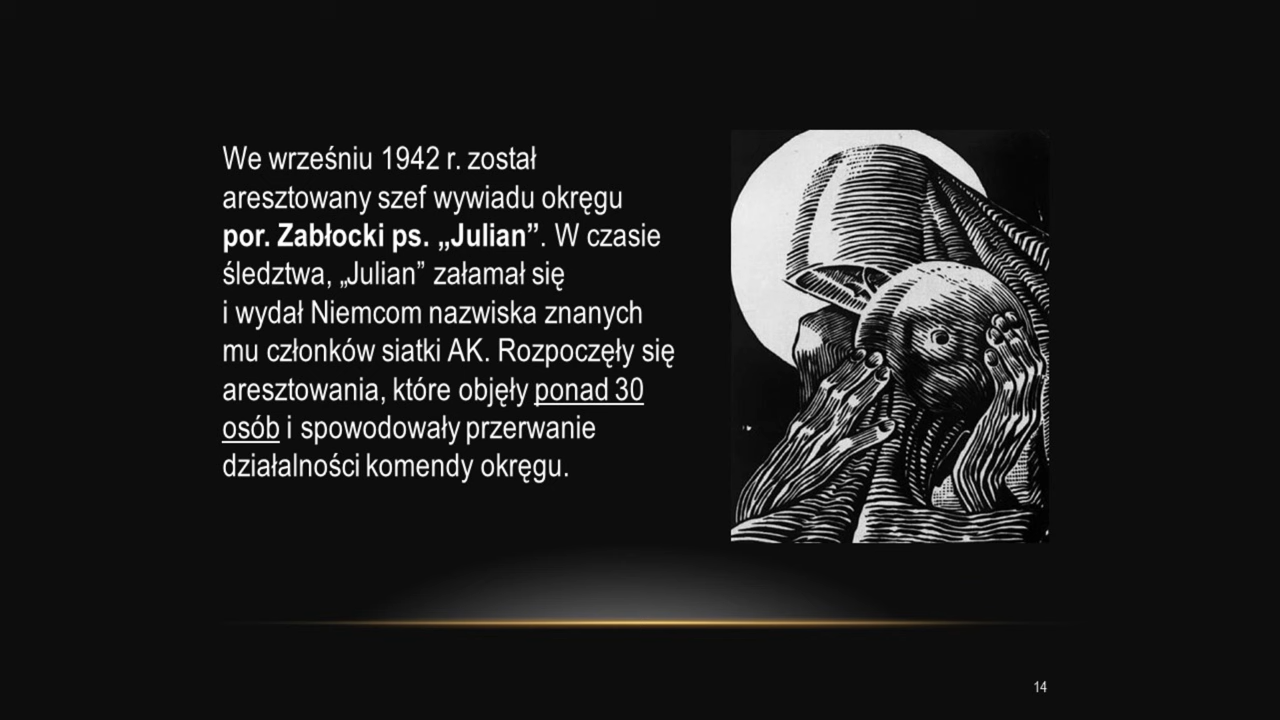 We wrześniu 1942 r. został
aresztowany szef wywiadu okręgu
por. Zabłocki ps. „Julian”. W czasie
śledztwa, „Julian” załamał się
i wydał Niemcom nazwiska znanych
mu członków siatki AK. Rozpoczęły się
aresztowania, które objęły ponad 30
osób i spowodowały przerwanie
działalności komendy okręgu.
14